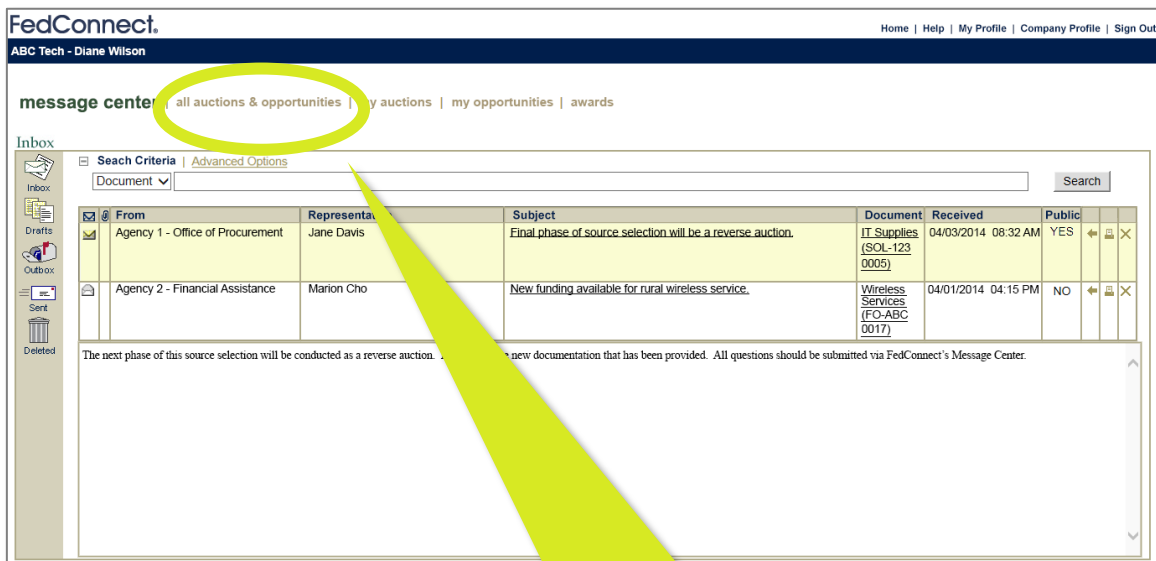 FedConnect.
Home | Help | My Profile | Company Profile | Sign Out
ABC Tech - Diane Wilson
message center | all auctions & opportunities | my auctions | my opportunities | awards
Inbox
Seach Criteria | Advanced Options
Document
Search
From Subject Document Received Public
Agency 1 - Office of Procurement Jane Davis Final phase of source selection will be a reverse auction. IT Supplies 04/03/2014 08:32 AM YES
(SOL-123
0005)
Agency 2 - Financial Assistance Marion Cho New funding available for rural wireless service. Wireless 04/01/2014 04:15 PM NO
Services
(FO-ABC
0017)
The next phase of this source selection will be conducted as a reverse auction. new documentation that has been provided. All questions should be submitted via FedConnect's Message Center.
Inbox
Drafts
Outbox
Sent
Deleted